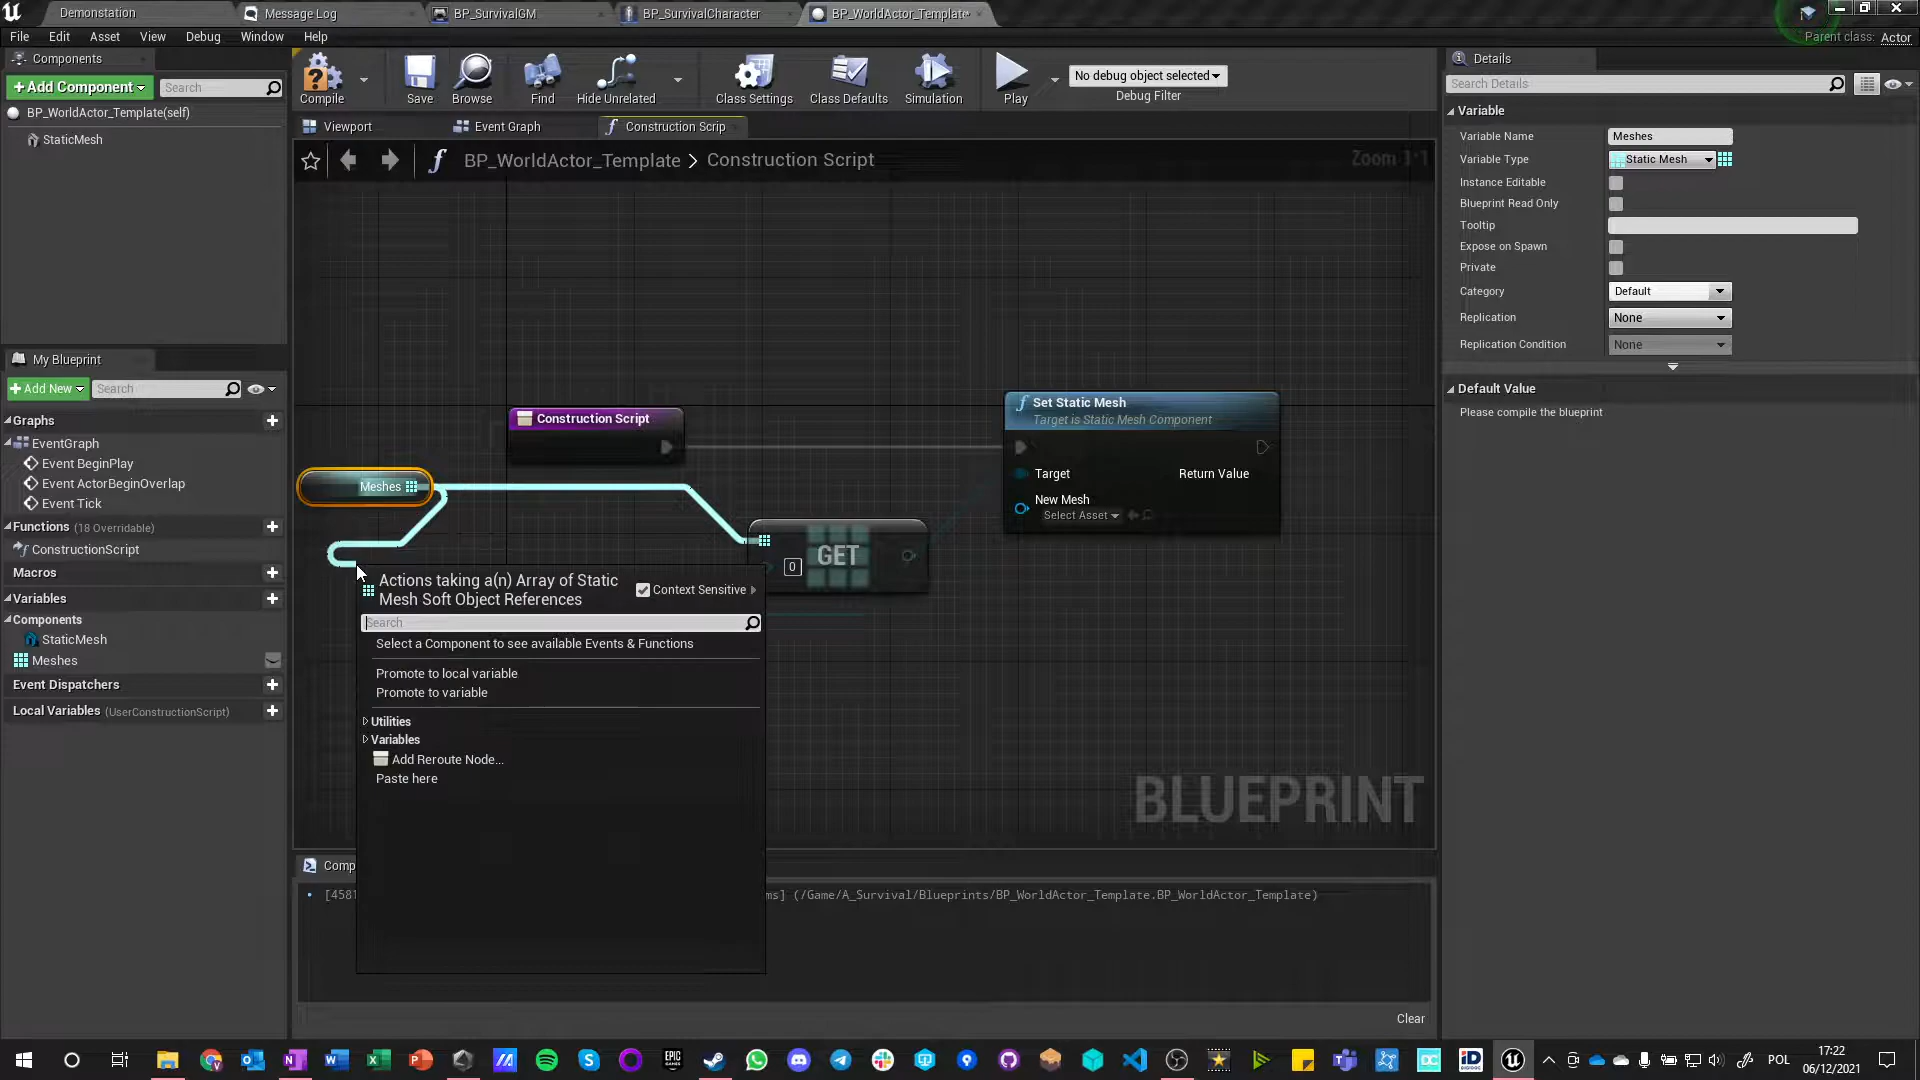 Demonstation
Message Log
BP_SurvivalGM
BP_SurvivalCharacter
BP_WorldActor_Template*
File Edit Asset View Debug Window Help
Parent class: Actor
Components
+Add Component
Search
BP_WorldActor_Template(self)
StaticMesh
Compile
Save
Browse
Find
Hide Unrelated
Class Settings
Class Defaults
Simulation
Play
No debug object selected
Debug Filter
Viewport
Event Graph
Construction Scrip
BP_WorldActor_Template > Construction Script
Zoom 1:1
My Blueprint
+Add New
Search
Graphs
EventGraph
Event BeginPlay
Event ActorBeginOverlap
Event Tick
Functions (18 Overridable)
ConstructionScript
Macros
Variables
Components
StaticMesh
Meshes
Event Dispatchers
Local Variables (UserConstructionScript)
Construction Script
Meshes
0
GET
Set Static Mesh
Target is Static Mesh Component
Target
Return Value
New Mesh
Select Asset
Actions taking a(n) Array of Static
Mesh Soft Object References
Context Sensitive
Search
Select a Component to see available Events & Functions
Promote to local variable
Promote to variable
Utilities
Variables
Add Reroute Node...
Paste here
BLUEPRINT
Comp
[4581
ms] (/Game/A_Survival/Blueprints/BP_WorldActor_Template.BP_WorldActor_Template)
Clear
Details
Search Details
Variable
Variable Name
Meshes
Variable Type
Static Mesh
Instance Editable
Blueprint Read Only
Tooltip
Expose on Spawn
Private
Category
Default
Replication
None
Replication Condition
None
Default Value
Please compile the blueprint
EPIC
GAMES
DC
iD
POL
17:22
06/12/2021